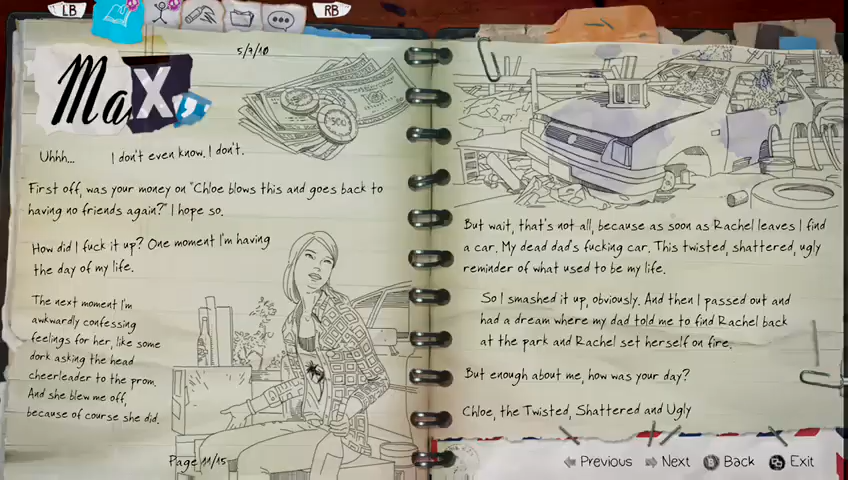 LB
RB
5/7/10
Max,
Uhhh... I don't even know. I don't.
First off, was your money on "Chloe blows this and goes back to
having no friends again?" I hope so.
How did I fuck it up? One moment I'm having
the day of my life.
The next moment I'm
awkwardly confessing
feelings for her, like some
dork asking the head
cheerleader to the prom.
And she blew me off,
because of course she did.
Page 11/15
But wait, that's not all, because as soon as Rachel leaves I find
a car. My dead dad's fucking car. This twisted, shattered, ugly
reminder of what used to be my life.
So I smashed it up, obviously. And then I passed out and
had a dream where my dad told me to find Rachel back
at the park and Rachel set herself on fire.
But enough about me, how was your day?
Chloe, the Twisted, Shattered and Ugly
Previous Next B Back Exit